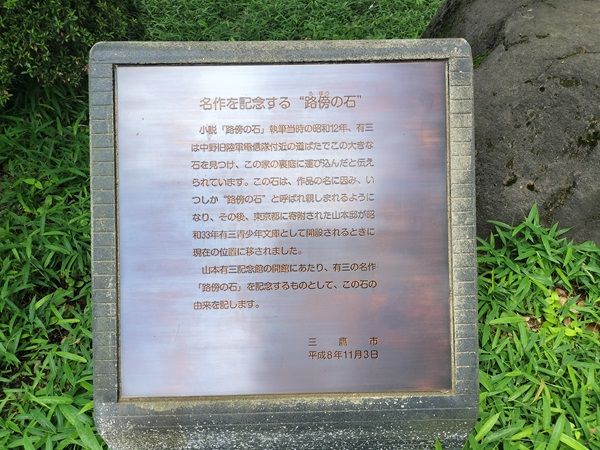 名作を記念する“路傍の石”
ろ ぼう
小説「路傍の石」執筆当時の昭和12年、有三
は中野旧陸軍電信隊付近の道ばたでこの大きな
石を見つけ、この家の裏庭に運び込んだと伝え
られています。この石は、作品の名に因み、い
つしか“路傍の石”と呼ばれ親しまれるように
なり、その後、東京都に寄附された山本邸が昭
和33年有三青少年文庫として開設されるときに
現在の位置に移されました。
山本有三記念館の開館にあたり、有三の名作
「路傍の石」を記念するものとして、この石の
由来を記します。
三鷹市
平成8年11月3日